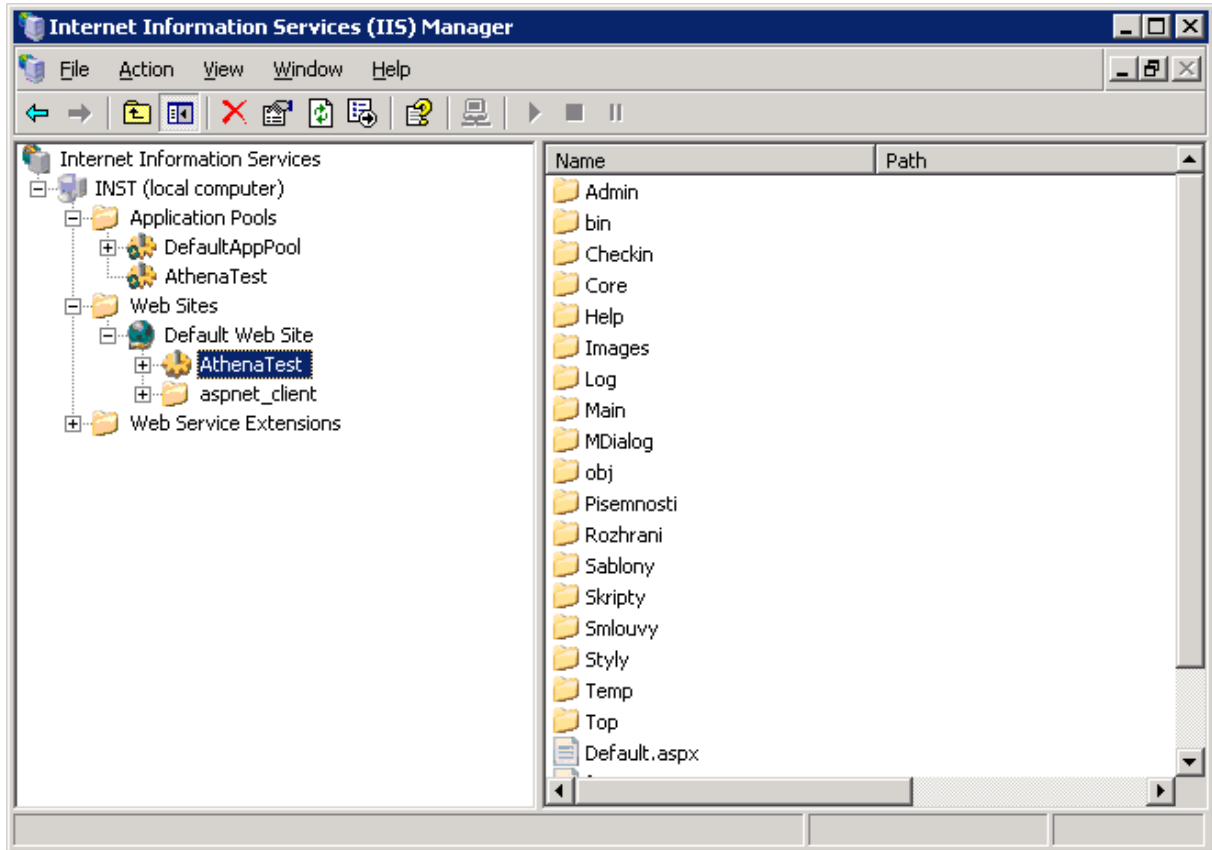 Internet Information Services (IIS) Manager
File Action View Window Help
Internet Information Services
INST (local computer)
Application Pools
DefaultAppPool
AthenaTest
Web Sites
Default Web Site
AthenaTest
aspnet_client
Web Service Extensions
Name Path
Admin
bin
Checkin
Core
Help
Images
Log
Main
MDialog
obj
Pisemnosti
Rozhrani
Sablony
Skripty
Smlouvy
Styly
Temp
Top
Default.aspx